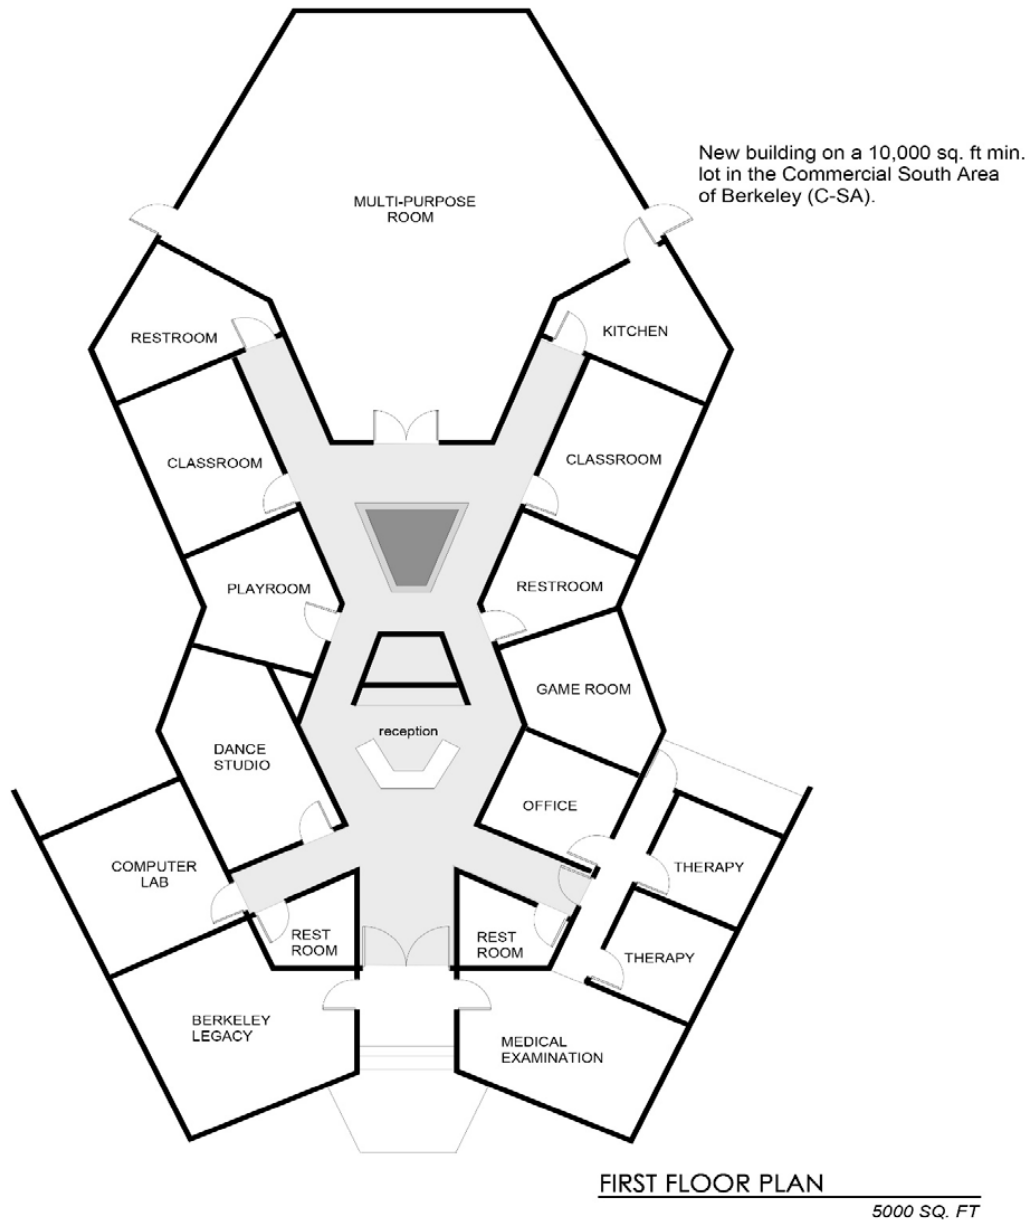 New building on a 10,000 sq. ft min.
lot in the Commercial South Area
of Berkeley (C-SA).
MULTI-PURPOSE
ROOM
RESTROOM
KITCHEN
CLASSROOM
CLASSROOM
PLAYROOM
RESTROOM
GAME ROOM
reception
DANCE
STUDIO
OFFICE
COMPUTER
LAB
THERAPY
REST
ROOM
REST
ROOM
THERAPY
BERKELEY
LEGACY
MEDICAL
EXAMINATION
FIRST FLOOR PLAN
5000 SQ. FT